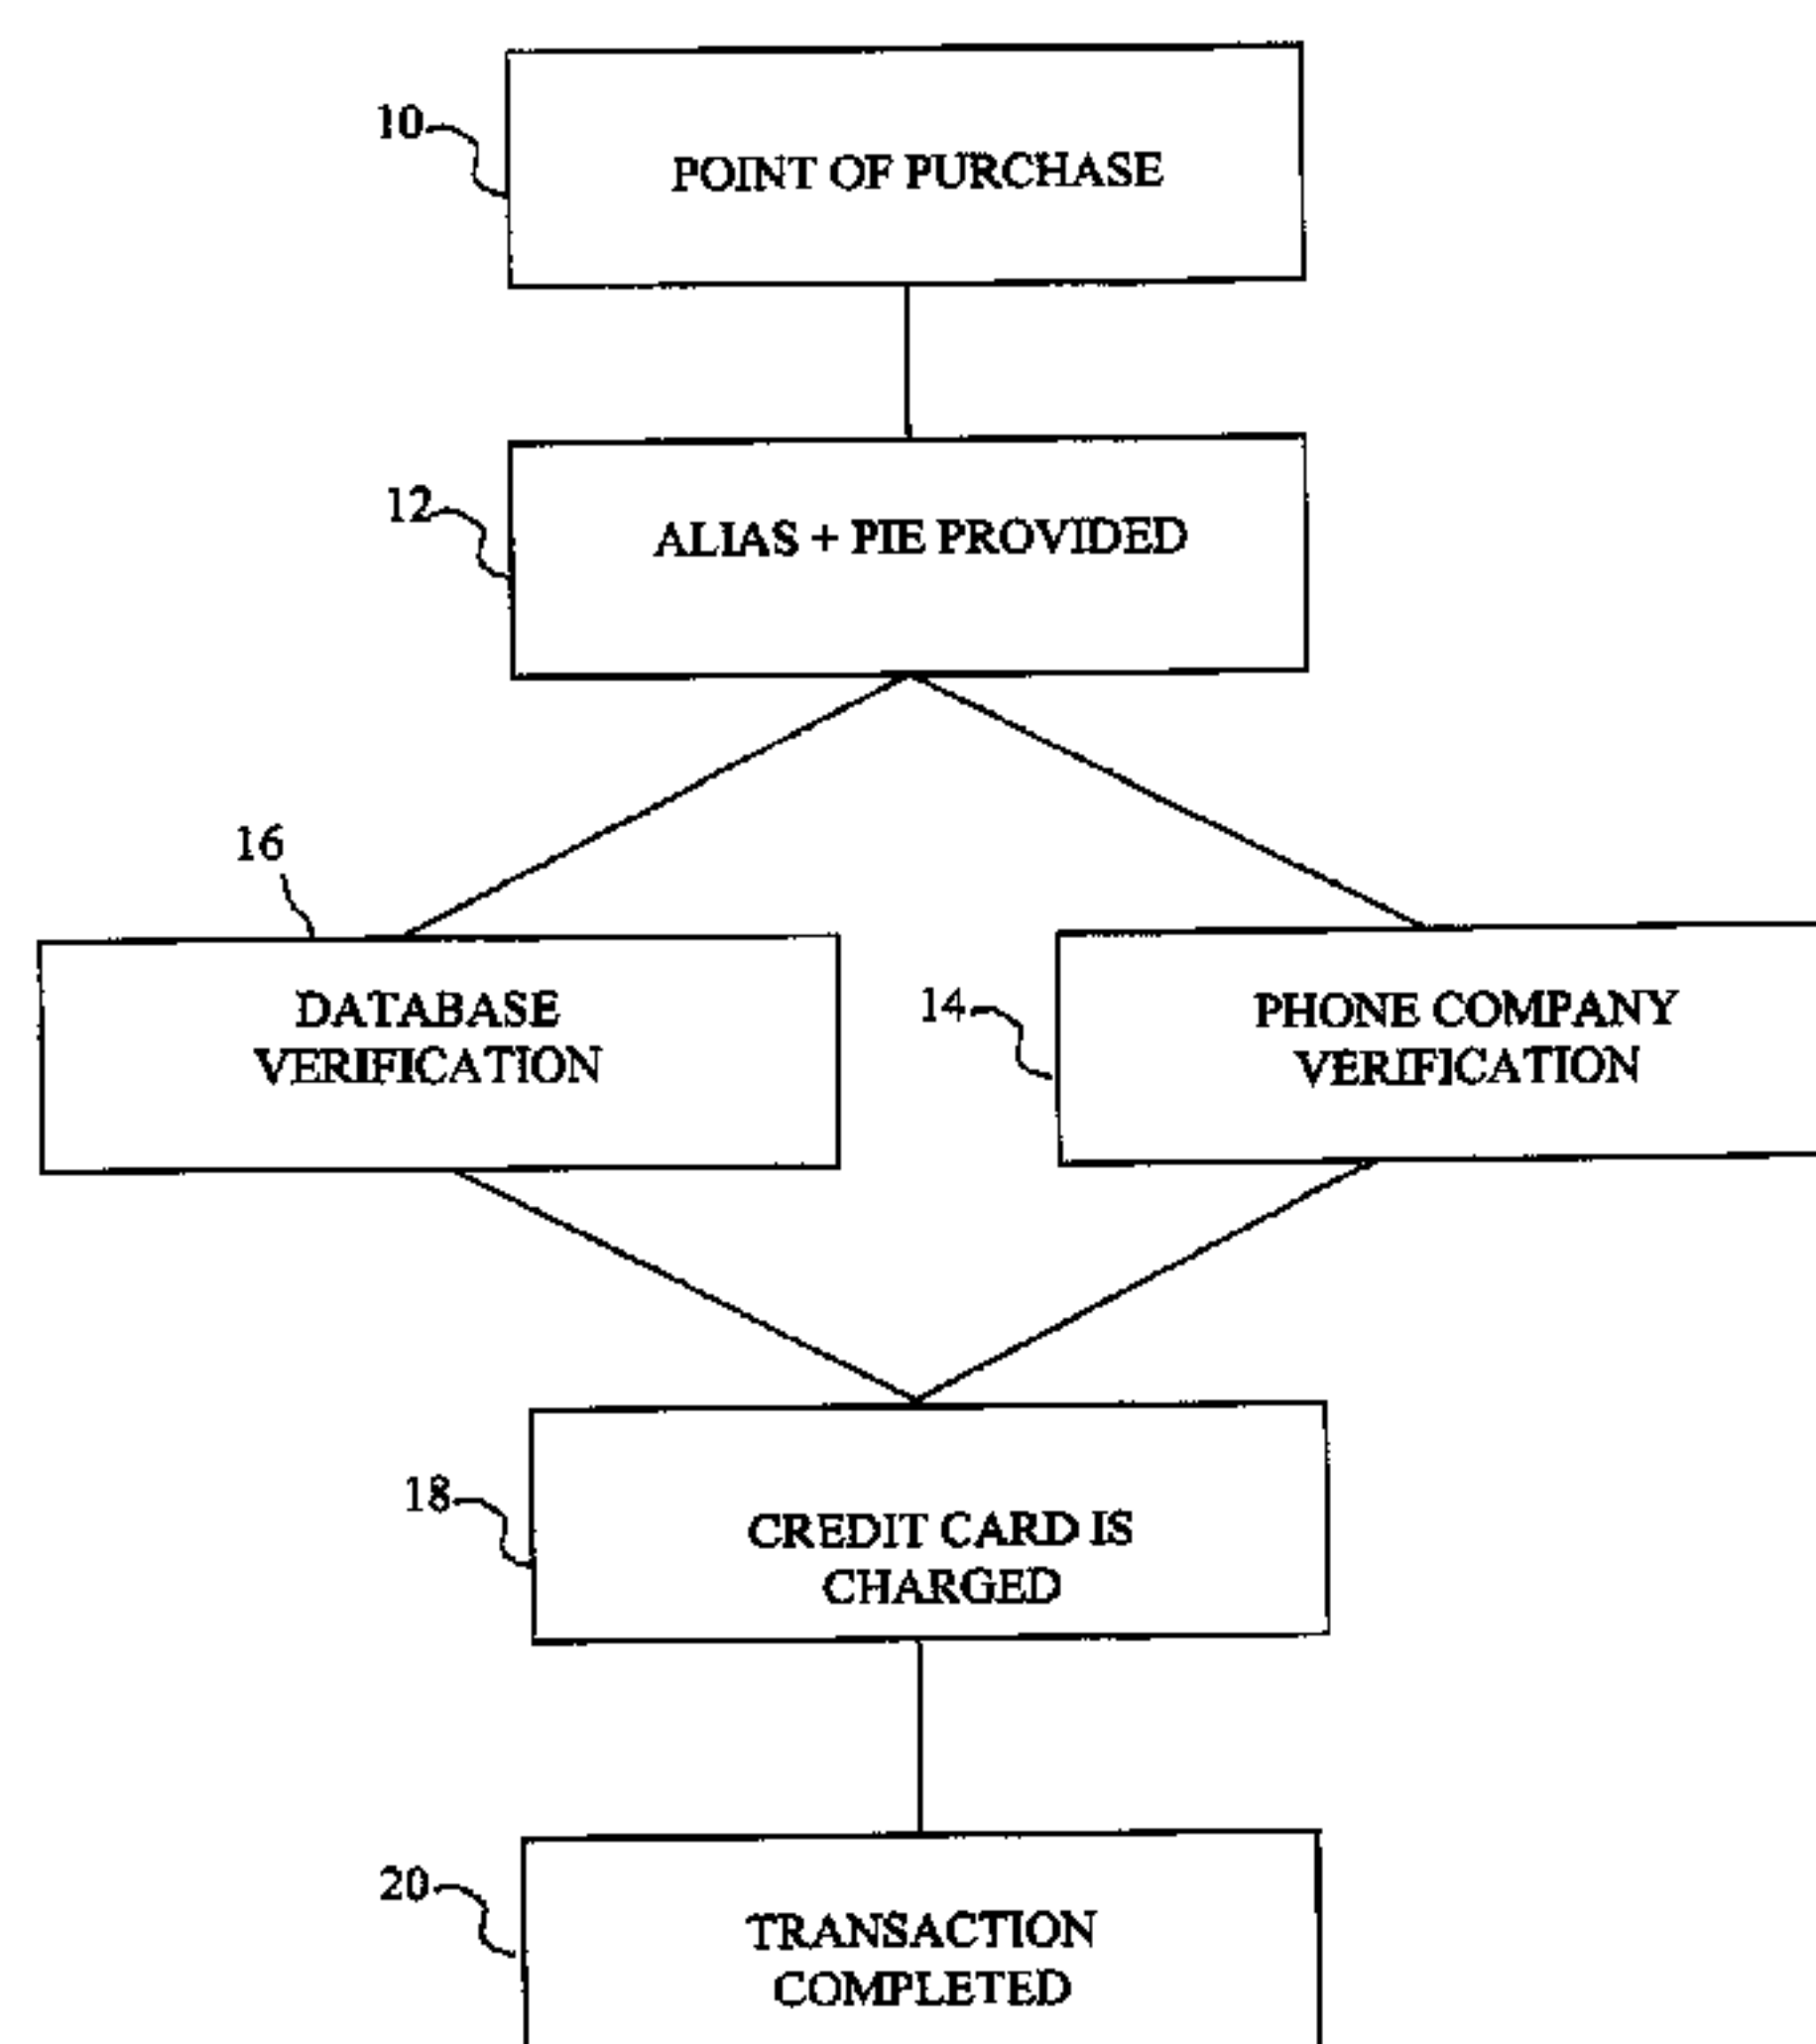 10
POINT OF PURCHASE
12
ALIAS + PIE PROVIDED
16
DATABASE
VERIFICATION
14
PHONE COMPANY
VERIFICATION
18
CREDIT CARD IS
CHARGED
20
TRANSACTION
COMPLETED